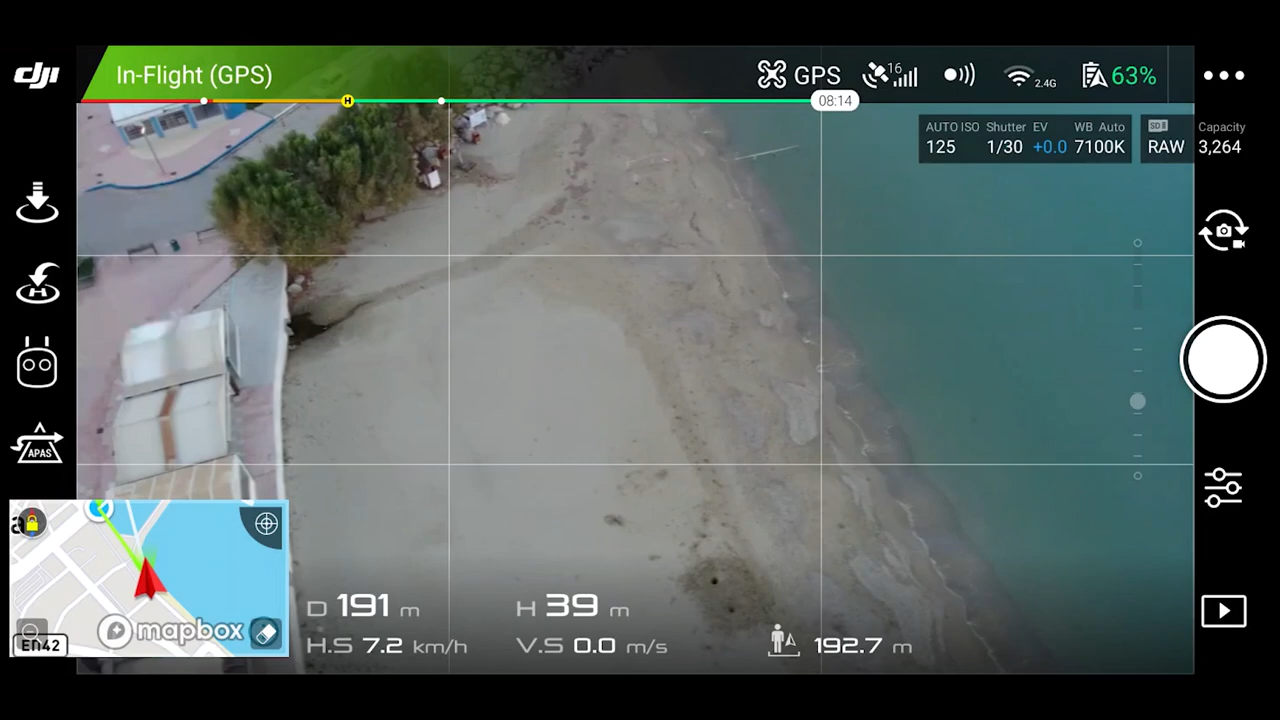 dji
In-Flight (GPS)
GPS
16
2.4G
63%
H
08:14
AUTO ISO Shutter EV WB Auto
125 1/30 +0.0 7100K
SD
RAW
Capacity
3,264
H
APAS
a
mapbox
EN42
D 191 m
H 39 m
H.S 7.2 km/h
V.S 0.0 m/s
192.7 m